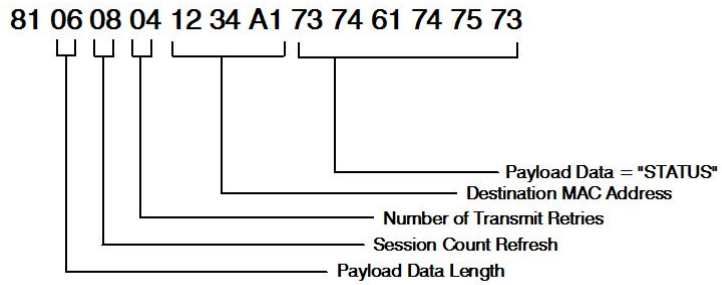 81 06 08 04 12 34 A1 73 74 61 74 75 73
Payload Data = "STATUS"
Destination MAC Address
Number of Transmit Retries
Session Count Refresh
Payload Data Length